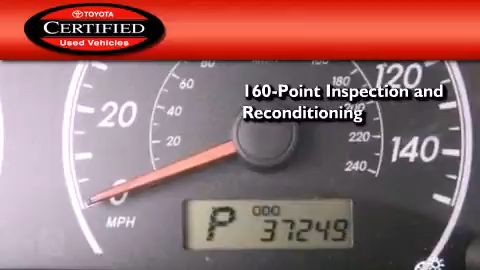 TOYOTA
CERTIFIED
Used Vehicles
160-Point Inspection and
Reconditioning
80
120
20
60
200
40
220
20
240
140
0
MPH
P
ODO
37249